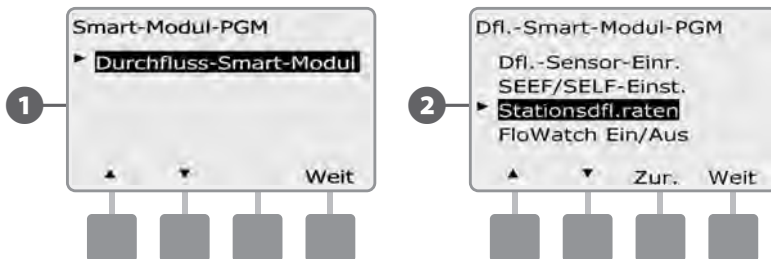 Smart-Modul-PGM
Durchfluss-Smart-Modul
1
Weit
Dfl.-Smart-Modul-PGM
Dfl.-Sensor-Einr.
SEEF/SELF-Einst.
Stationsdfl.raten
FloWatch Ein/Aus
2
Zur. Weit